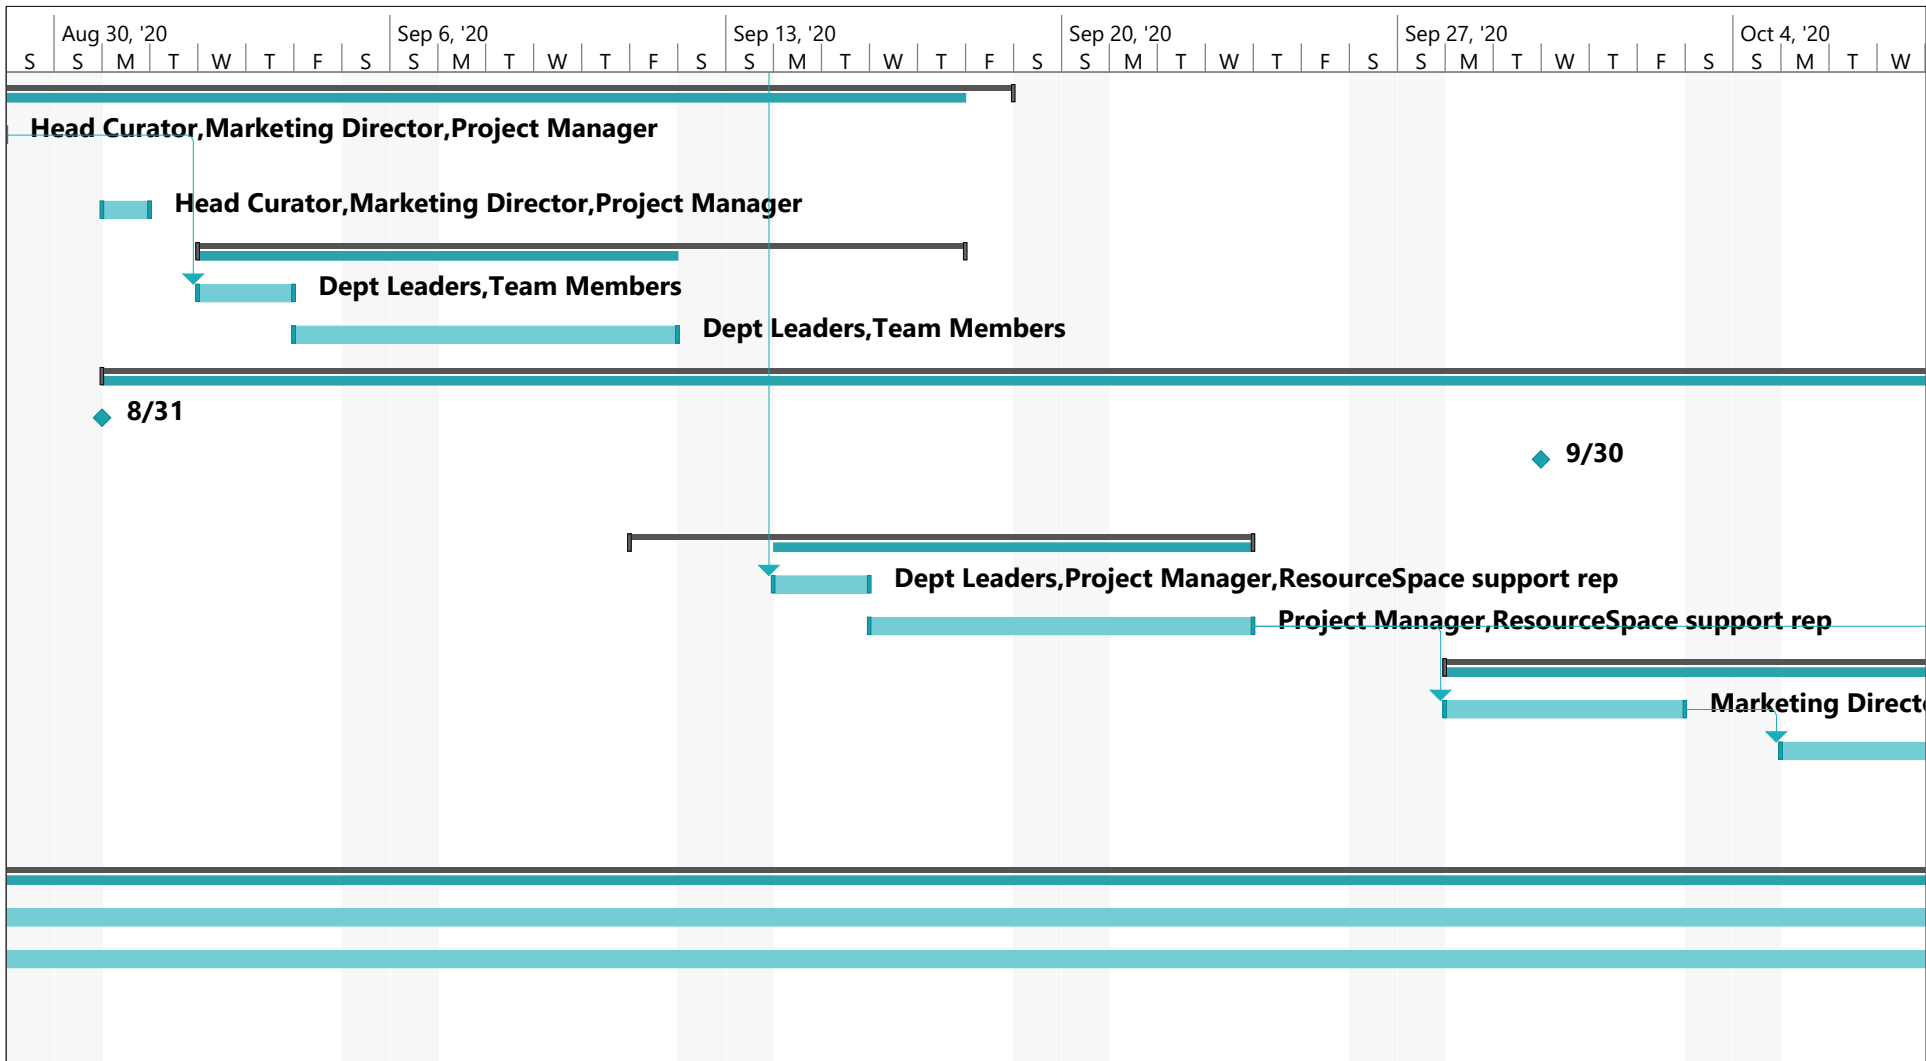 Aug 30, '20 Sep 6, '20 Sep 13, '20 Sep 20, '20 Sep 27, '20 Oct 4, '20
S S M T W T F S S M T W T F S S M T W T F S S M T W T F S S M T W T F S S M T W
Head Curator,Marketing Director,Project Manager
Head Curator,Marketing Director,Project Manager
Dept Leaders,Team Members
Dept Leaders,Team Members
8/31
9/30
Dept Leaders,Project Manager,ResourceSpace support rep
Project Manager,ResourceSpace support rep
Marketing Direct